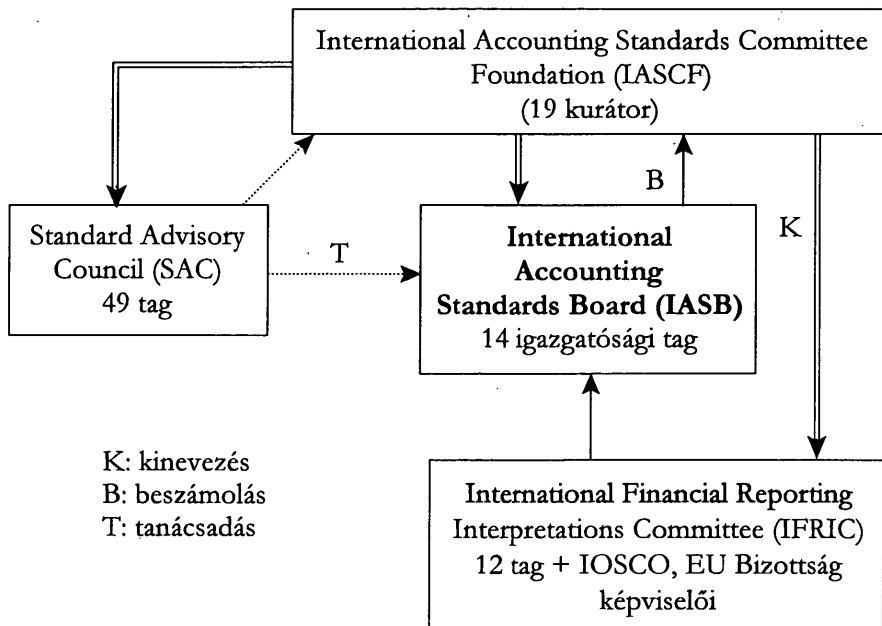 International Accounting Standards Committee
Foundation (IASCF)
(19 kurátor)
B
K
Standard Advisory
Council (SAC)
49 tag
T
International
Accounting
Standards Board (IASB)
14 igazgatósági tag
K: kinevezés
B: beszámolás
T: tanácsadás
International Financial Reporting
Interpretations Committee (IFRIC)
12 tag + IOSCO, EU Bizottság
képviselői